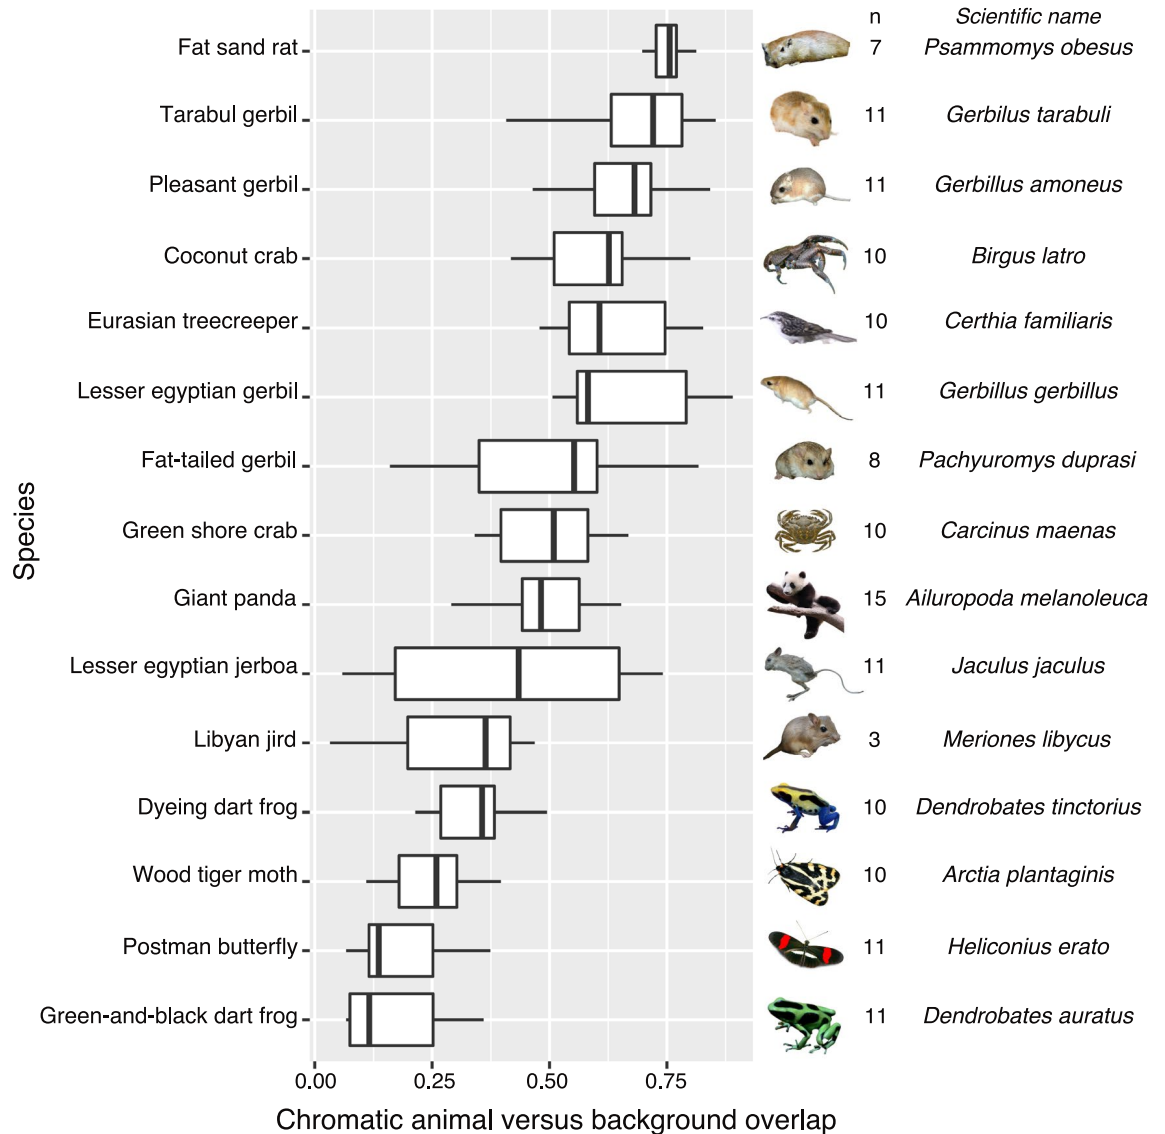 n Scientific name
Fat sand rat 7 Psammomys obesus
Tarabul gerbil 11 Gerbilus tarabuli
Pleasant gerbil 11 Gerbillus amoneus
Coconut crab 10 Birgus latro
Eurasian treecreeper 10 Certhia familiaris
Lesser egyptian gerbil 11 Gerbillus gerbillus
Fat-tailed gerbil 8 Pachyuromys duprasi
Green shore crab 10 Carcinus maenas
Giant panda 15 Ailuropoda melanoleuca
Lesser egyptian jerboa 11 Jaculus jaculus
Libyan jird 3 Meriones libycus
Dyeing dart frog 10 Dendrobates tinctorius
Wood tiger moth 10 Arctia plantaginis
Postman butterfly 11 Heliconius erato
Green-and-black dart frog 11 Dendrobates auratus
Species
0.00 0.25 0.50 0.75
Chromatic animal versus background overlap